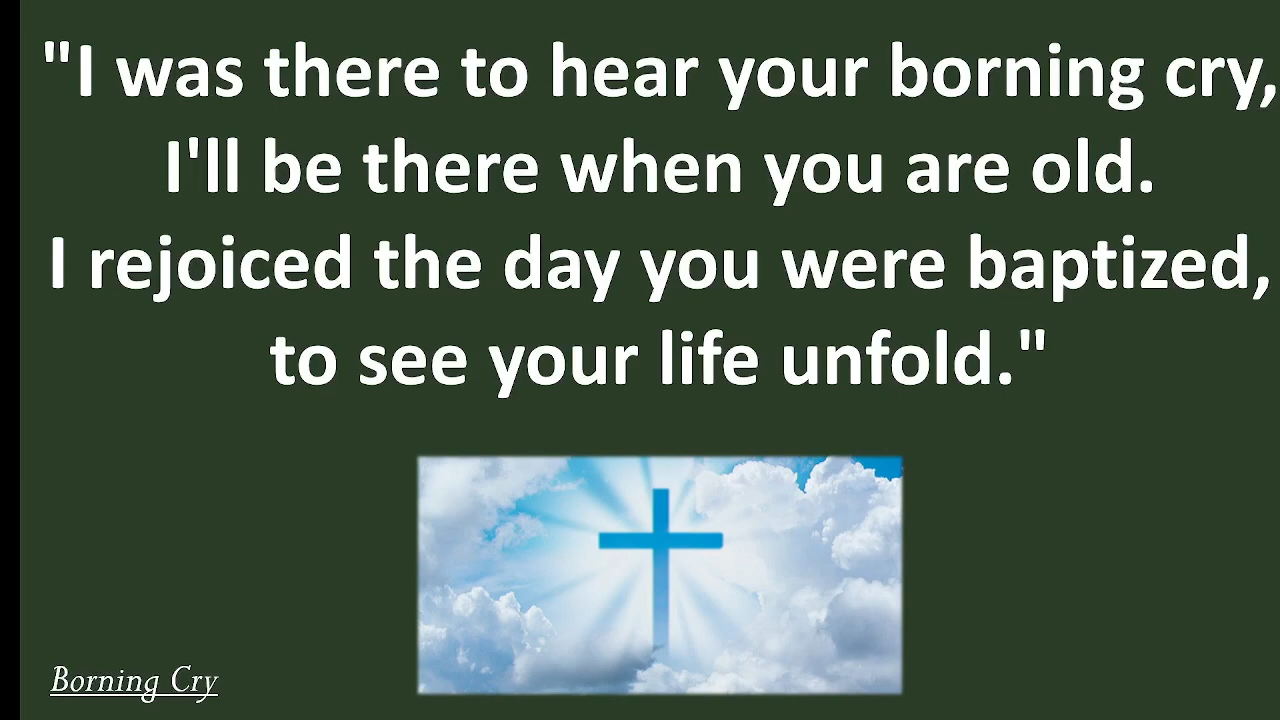 "I was there to hear your borning cry,
I'll be there when you are old.
I rejoiced the day you were baptized,
to see your life unfold."
Borning Cry